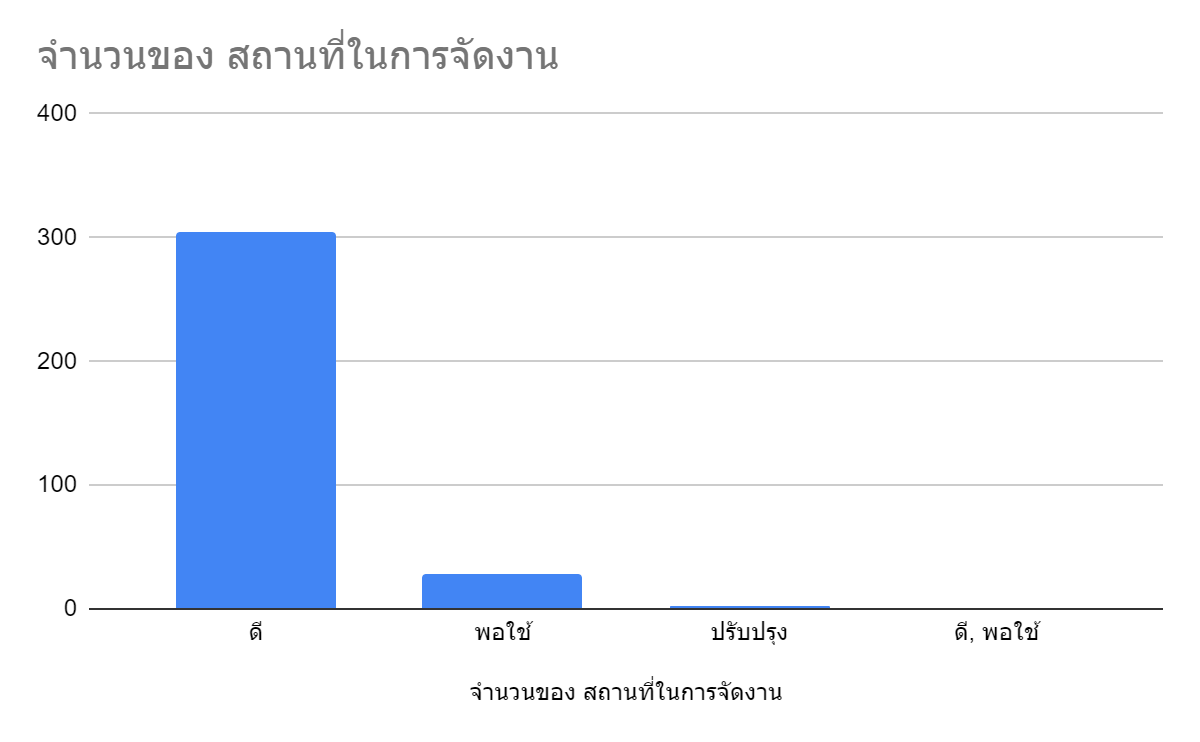 จำนวนของ สถานที่ในการจัดงาน
400
300
200
100
0
ดี
พอใช้
ปรับปรุง
ดี, พอใช้
จำนวนของ สถานที่ในการจัดงาน